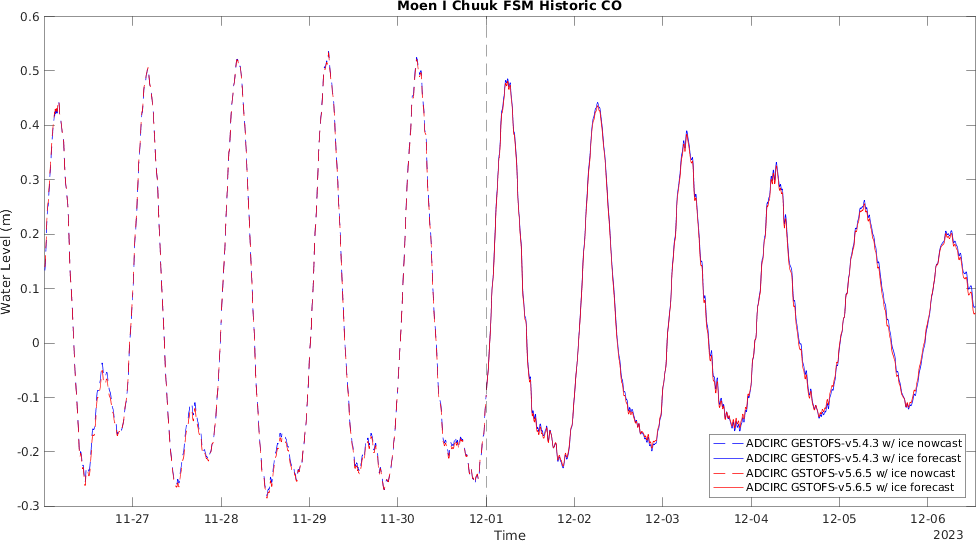 Moen I Chuuk FSM Historic CO
0.6
0.5
0.4
0.3
0.2
0.1
0
-0.1
-0.2
-0.3
Water Level (m)
11-27 11-28 11-29 11-30 12-01 12-02 12-03 12-04 12-05 12-06
Time
2023
ADCIRC GESTOFS-v5.4.3 w/ ice nowcast
ADCIRC GESTOFS-v5.4.3 w/ ice forecast
ADCIRC GSTOFS-v5.6.5 w/ ice nowcast
ADCIRC GSTOFS-v5.6.5 w/ ice forecast